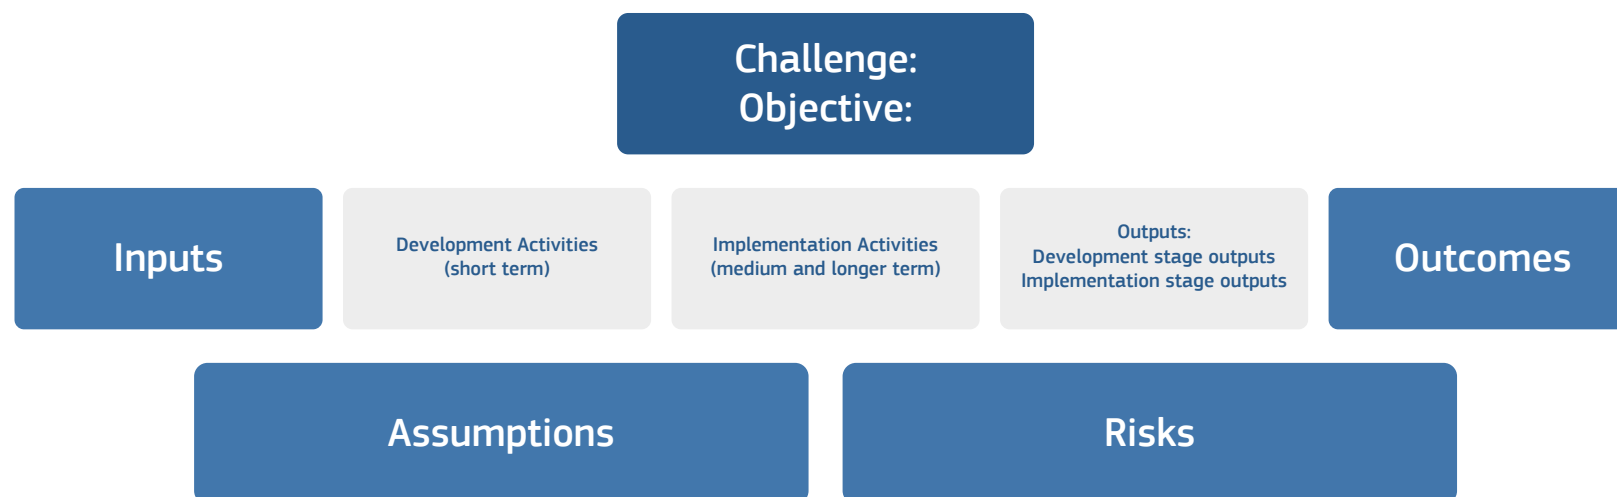 Challenge:
Objective:
Inputs
Development Activities
(short term)
Implementation Activities
(medium and longer term)
Outputs:
Development stage outputs
Implementation stage outputs
Outcomes
Assumptions
Risks